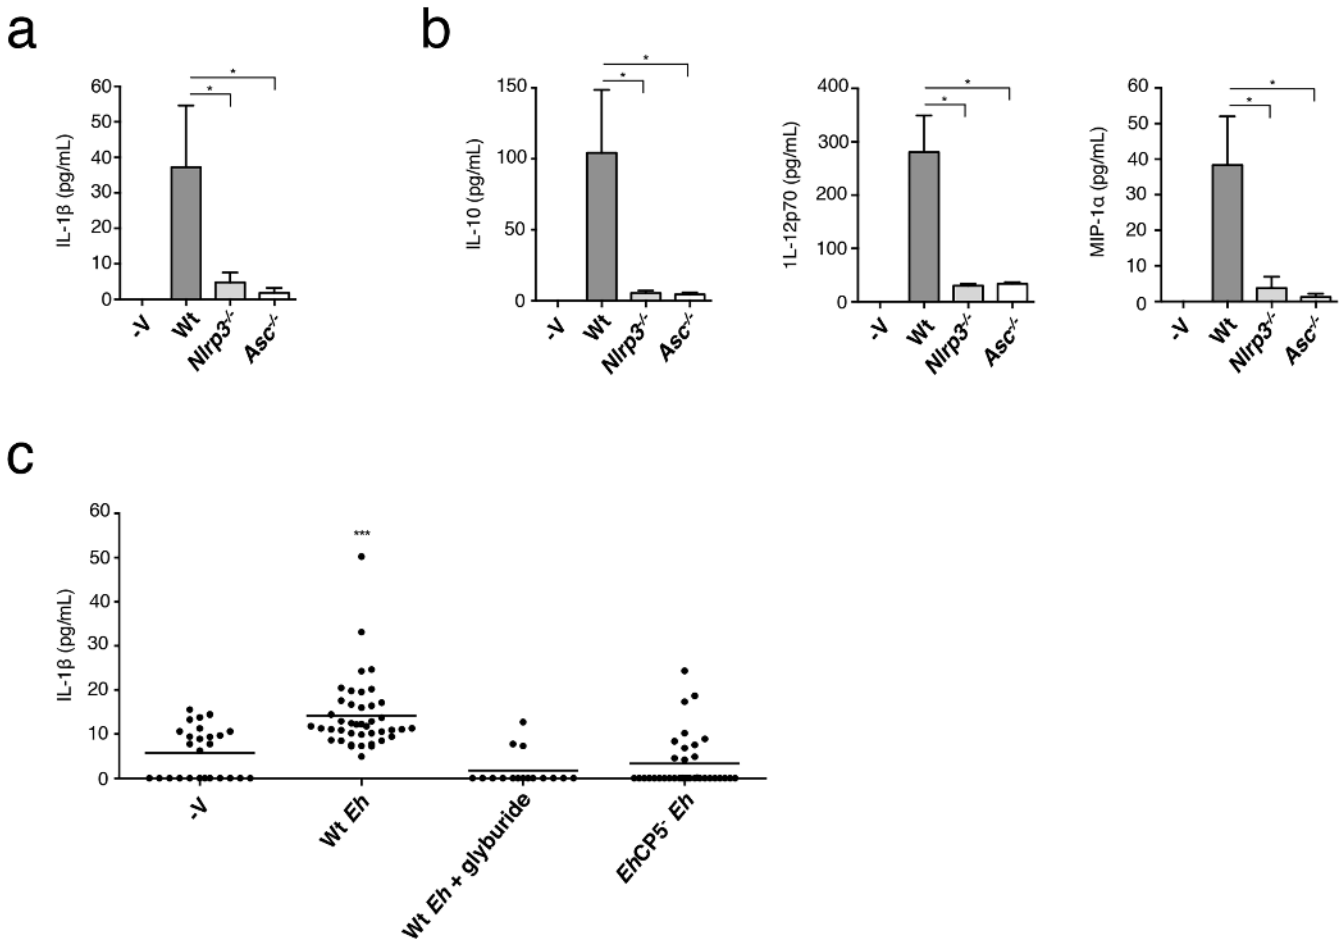 a
b
*
*
60
50
40
30
20
10
0
IL-1β (pg/mL)
-V
Wt
Nlrp3-/-
Asc-/-
*
*
150
100
50
0
IL-10 (pg/mL)
-V
Wt
Nlrp3-/-
Asc-/-
*
*
400
300
200
100
0
1L-12p70 (pg/mL)
-V
Wt
Nlrp3-/-
Asc-/-
*
*
60
50
40
30
20
10
0
MIP-1α (pg/mL)
-V
Wt
Nlrp3-/-
Asc-/-
c
60
50
40
30
20
10
0
IL-1β (pg/mL)
***
-V
Wt Eh
Wt Eh + glyburide
EhCP5- Eh